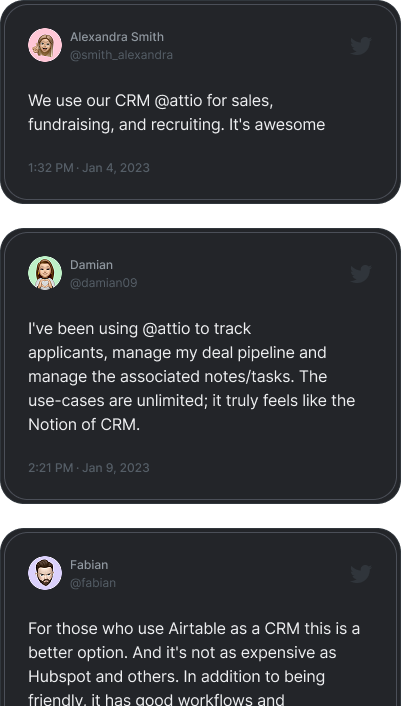 Alexandra Smith
@smith_alexandra
We use our CRM @attio for sales,
fundraising, and recruiting. It's awesome
1:32 PM · Jan 4, 2023
Damian
@damian09
I've been using @attio to track
applicants, manage my deal pipeline and
manage the associated notes/tasks. The
use-cases are unlimited; it truly feels like the
Notion of CRM.
2:21 PM · Jan 9, 2023
Fabian
@fabian
For those who use Airtable as a CRM this is a
better option. And it's not as expensive as
Hubspot and others. In addition to being
friendly, it has good workflows and